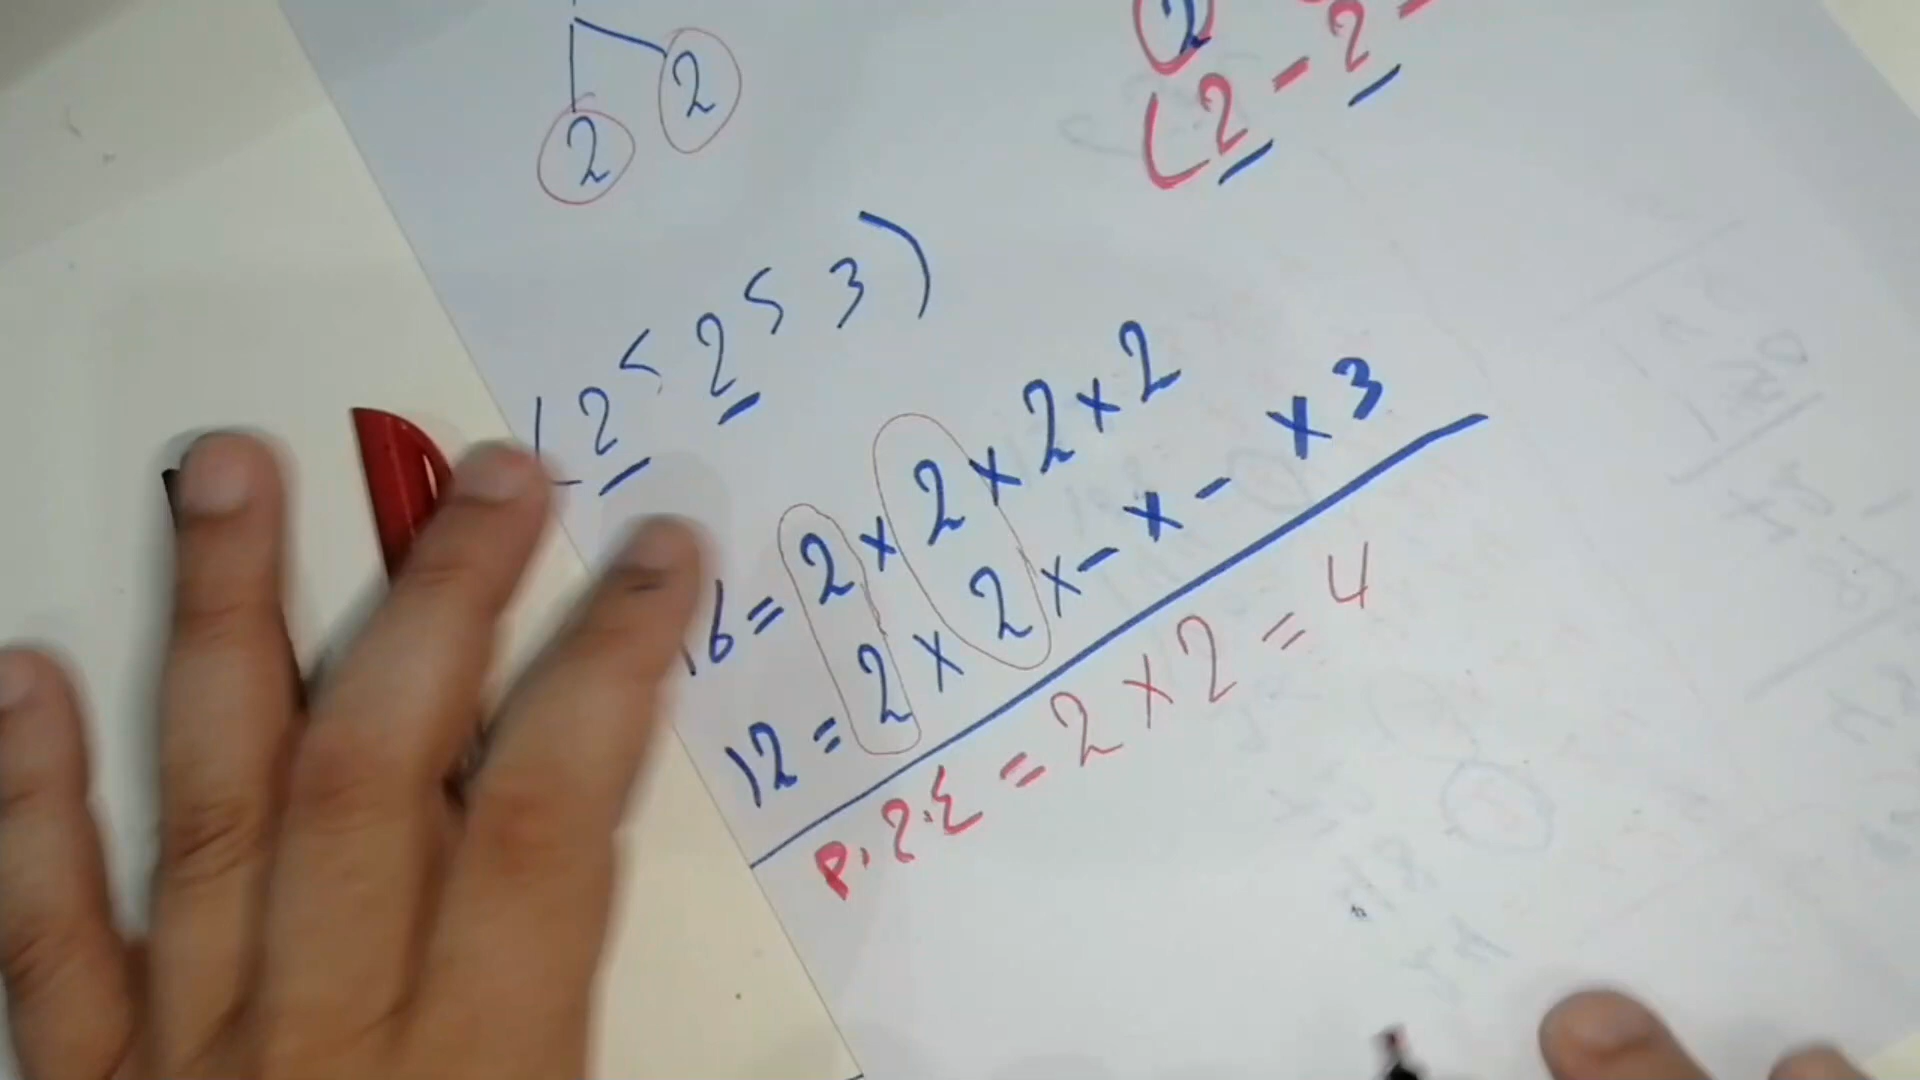 2 2
2
(2 - 2 -
(2 ، 2 ، 3)
16 = 2 × 2 × 2 × 2
12 = 2 × 2 × - × - × 3
ع.م.أ = 2 × 2 = 4